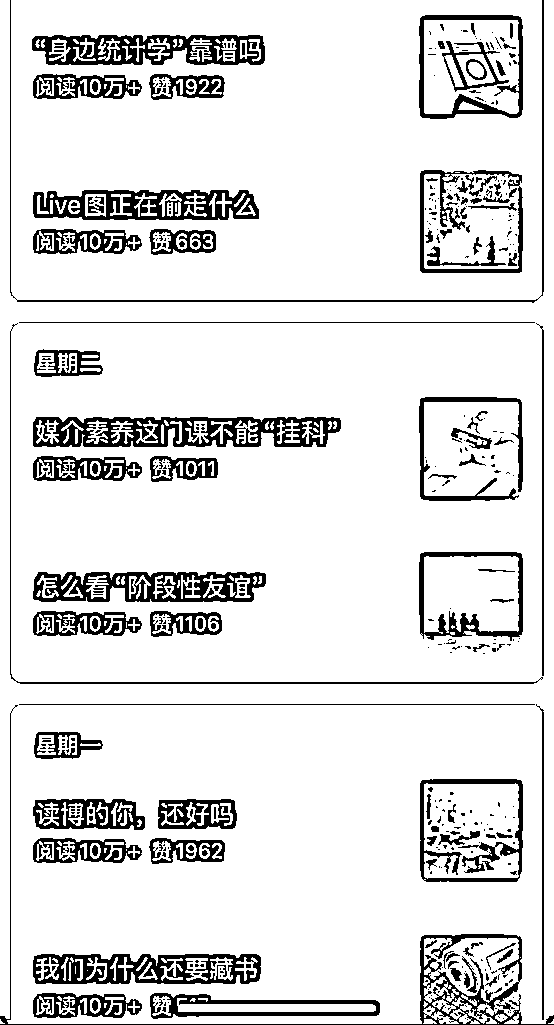 “身边统计学”靠谱吗
阅读10万+ 赞1922
Live图正在偷走什么
阅读10万+ 赞663
星期二
媒介素养这门课不能“挂科”
阅读10万+ 赞1011
怎么看“阶段性友谊”
阅读10万+ 赞1106
星期一
读博的你，还好吗
阅读10万+ 赞1962
我们为什么还要藏书
阅读10万+ 赞